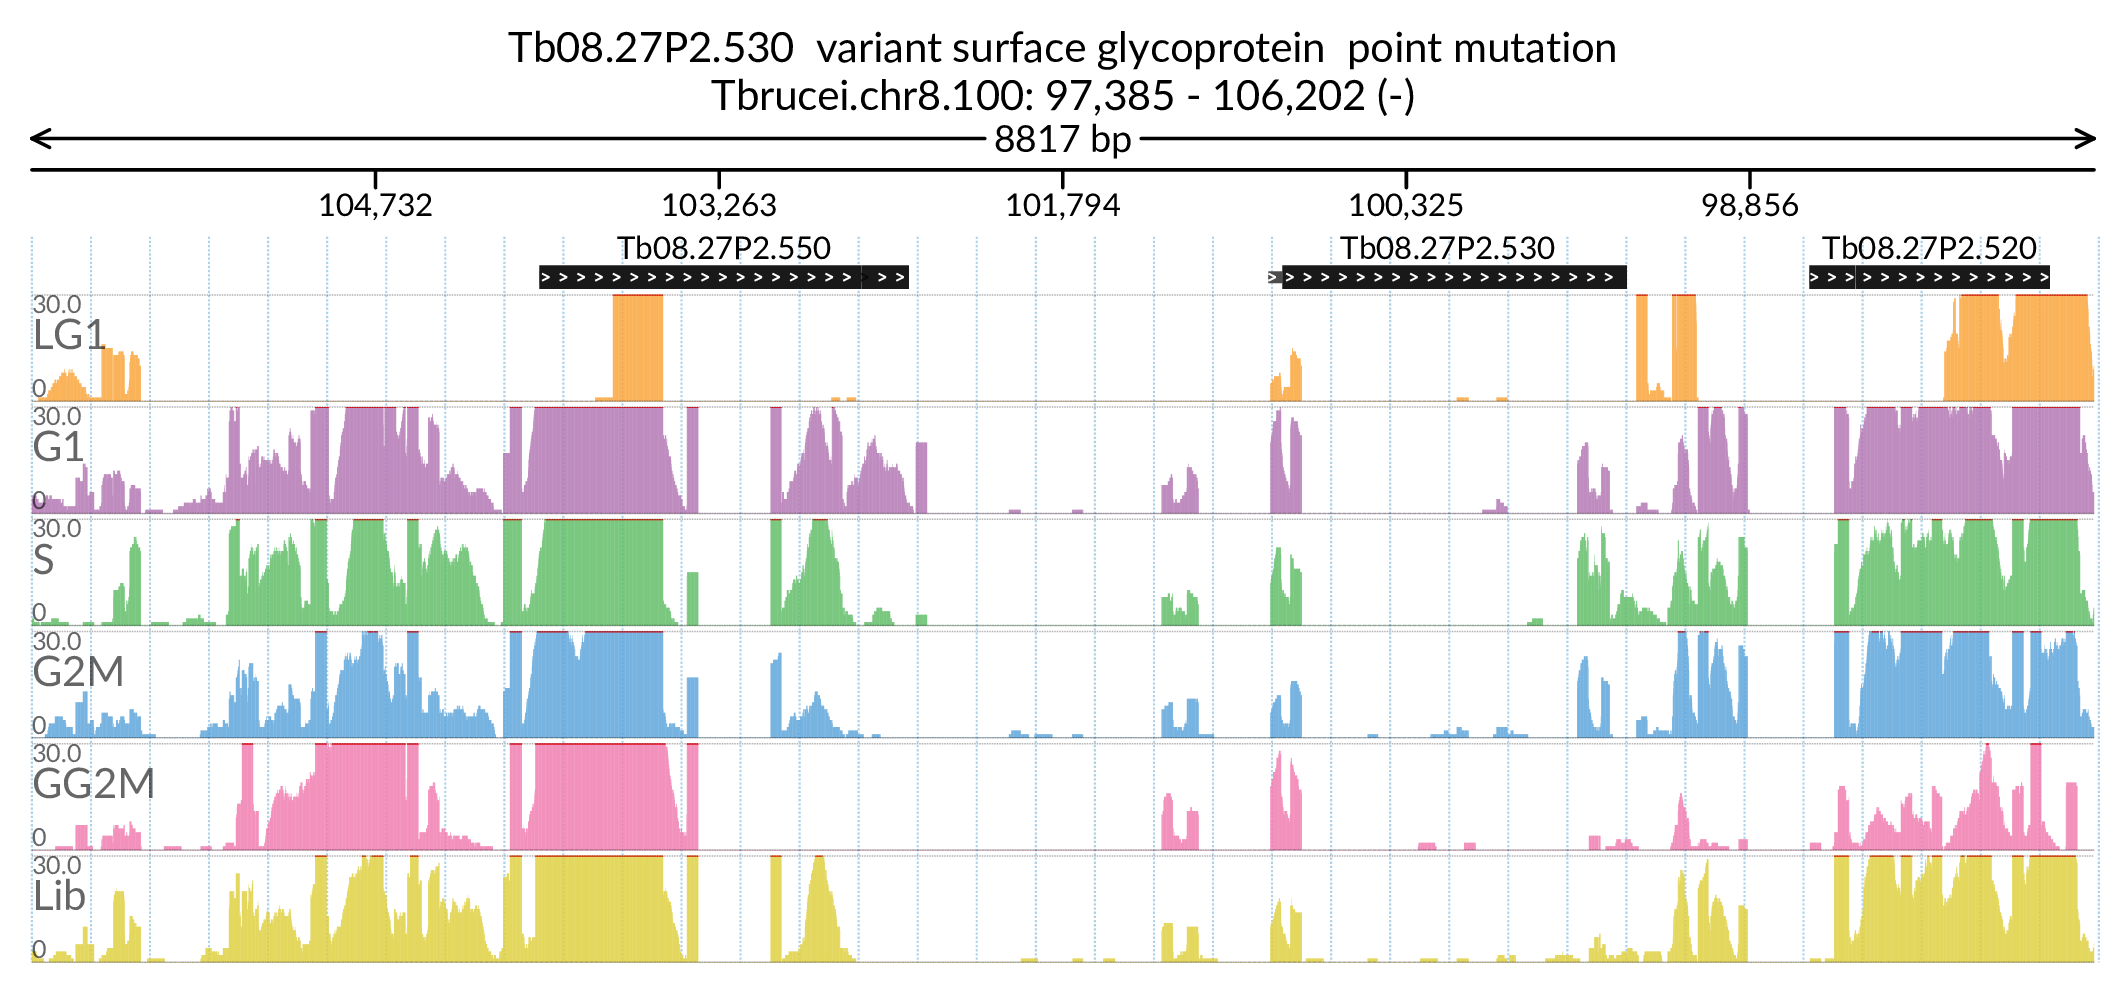 Tb08.27P2.530 variant surface glycoprotein point mutation
Tbrucei.chr8.100: 97,385 - 106,202 (-)
8817 bp
104,732 103,263 101,794 100,325 98,856
Tb08.27P2.550 Tb08.27P2.530 Tb08.27P2.520
30.0
LG1
0
30.0
G1
0
30.0
S
0
30.0
G2M
0
30.0
GG2M
0
30.0
Lib
0